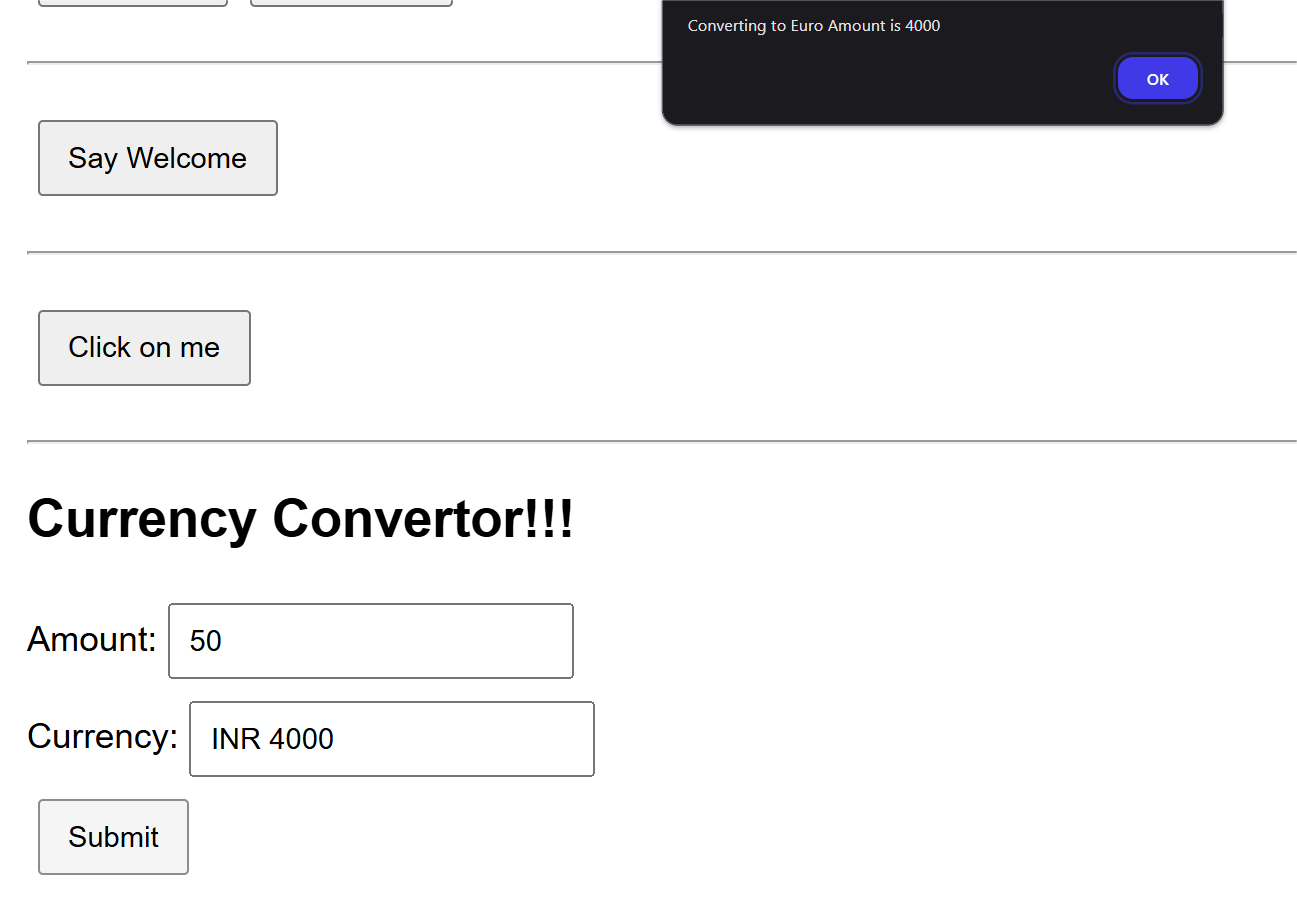 Converting to Euro Amount is 4000
OK
Say Welcome
Click on me
Currency Convertor!!!
Amount: 50
Currency: INR 4000
Submit